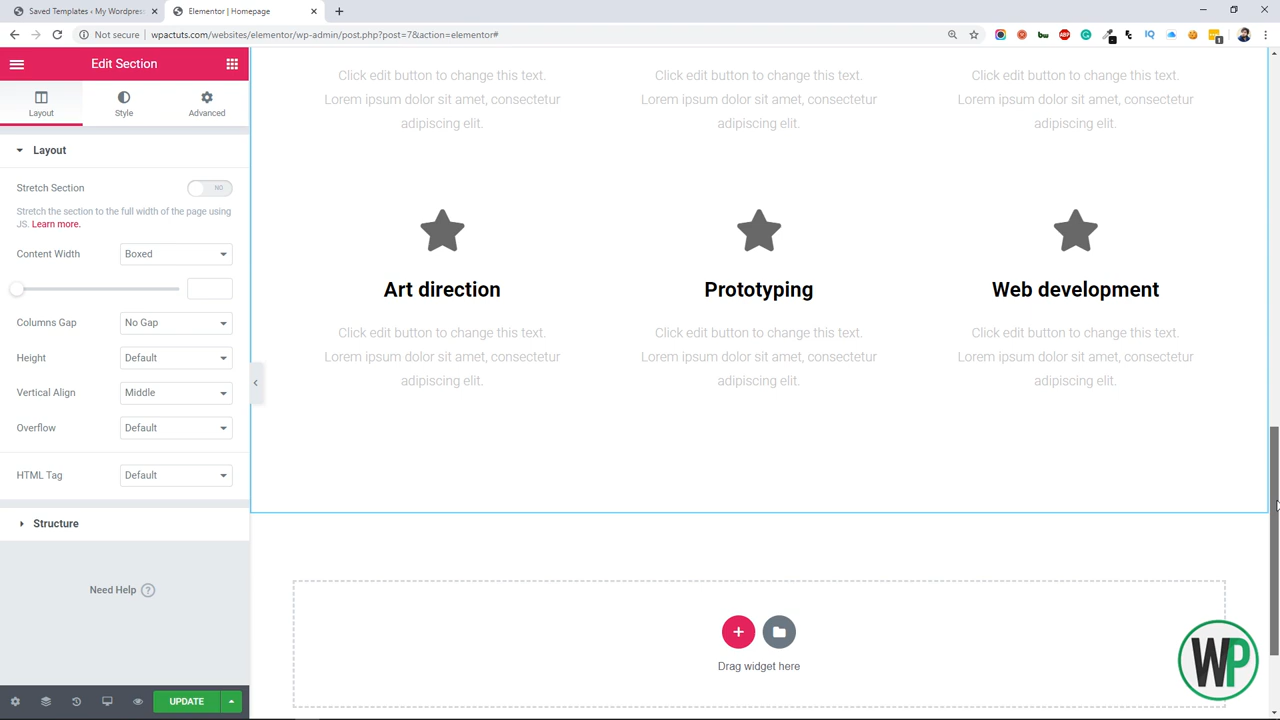 Saved Templates ‹ My Wordpress
Elementor | Homepage
Not secure | wpactuts.com/websites/elementor/wp-admin/post.php?post=7&action=elementor#
Edit Section
Layout
Style
Advanced
Layout
Stretch Section
NO
Stretch the section to the full width of the page using
JS. Learn more.
Content Width
Boxed
Columns Gap
No Gap
Height
Default
Vertical Align
Middle
Overflow
Default
HTML Tag
Default
Structure
Need Help ?
UPDATE
Click edit button to change this text.
Lorem ipsum dolor sit amet, consectetur
adipiscing elit.
Click edit button to change this text.
Lorem ipsum dolor sit amet, consectetur
adipiscing elit.
Click edit button to change this text.
Lorem ipsum dolor sit amet, consectetur
adipiscing elit.
Art direction
Click edit button to change this text.
Lorem ipsum dolor sit amet, consectetur
adipiscing elit.
Prototyping
Click edit button to change this text.
Lorem ipsum dolor sit amet, consectetur
adipiscing elit.
Web development
Click edit button to change this text.
Lorem ipsum dolor sit amet, consectetur
adipiscing elit.
Drag widget here
WP